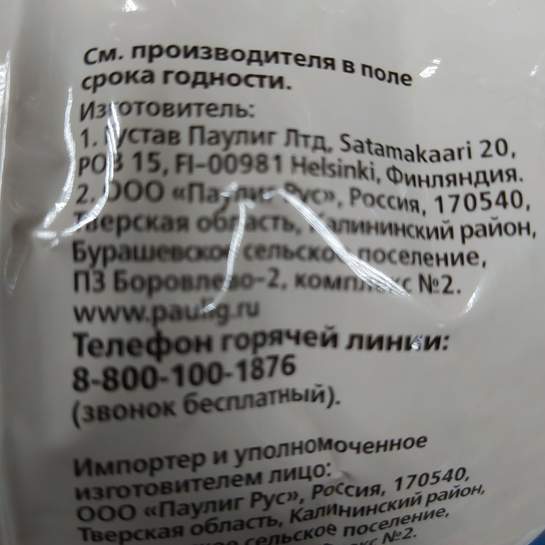 См. производителя в поле
срока годности.
Изготовитель:
1. Густав Паулиг Лтд, Satamakaari 20,
POB 15, FI-00981 Helsinki, Финляндия.
2. ООО «Паулиг Рус», Россия, 170540,
Тверская область, Калининский район,
Бурашевское сельское поселение,
ПЗ Боровлево-2, комплекс №2.
www.paulig.ru
Телефон горячей линии:
8-800-100-1876
(звонок бесплатный).
Импортер и уполномоченное
изготовителем лицо:
ООО «Паулиг Рус», Россия, 170540,
Тверская область, Калининский район,
сельское поселение,
№2.